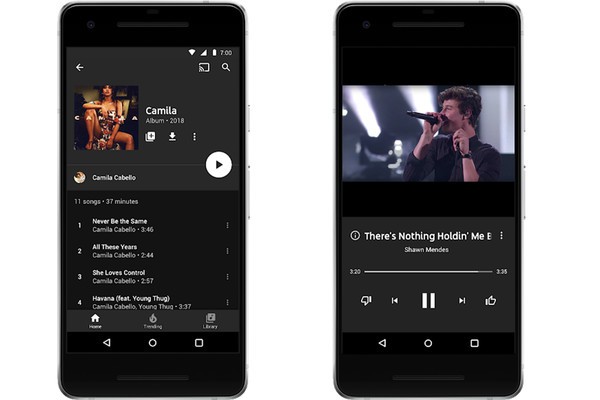 7:00
CAMILA
Camila
Album • 2018
Camila Cabello
11 songs • 37 minutes
1 Never Be the Same
Camila Cabello • 3:46
2 All These Years
Camila Cabello • 2:44
3 She Loves Control
Camila Cabello • 2:57
4 Havana (feat. Young Thug)
Camila Cabello, Young Thug • 3:37
Home Trending Library
There's Nothing Holdin' Me B
Shawn Mendes
3:20 3:35